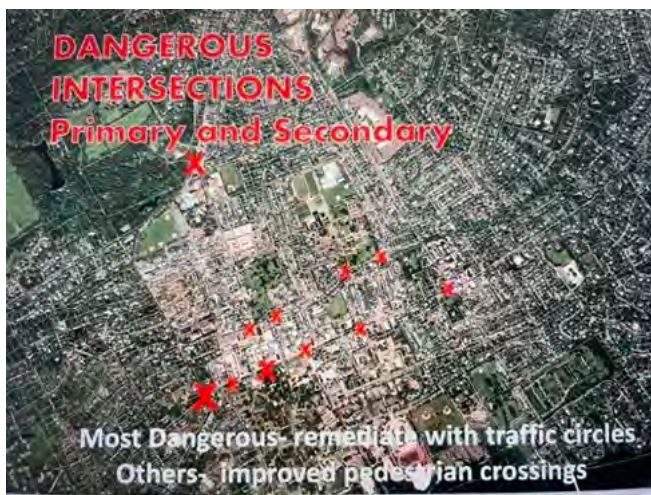 DANGEROUS
INTERSECTIONS
Primary and Secondary
Most Dangerous- remediate with traffic circles
Others-  improved pedestrian crossings